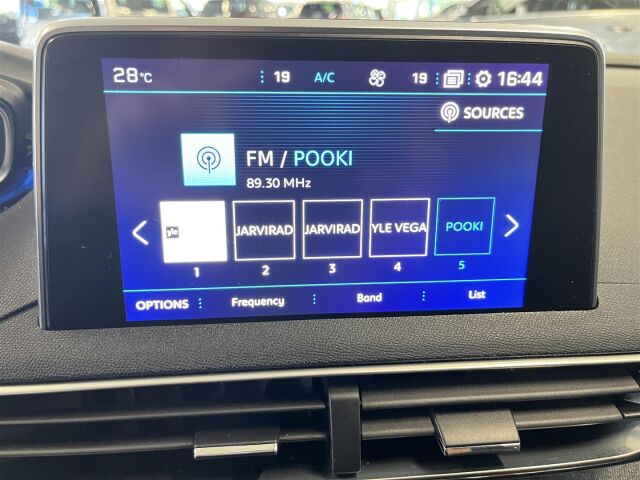 28°C 19 A/C 19 16:44
SOURCES
FM / POOKI
89.30 MHz
yle JARVIRAD JARVIRAD YLE VEGA POOKI
1 2 3 4 5
OPTIONS Frequency Band List